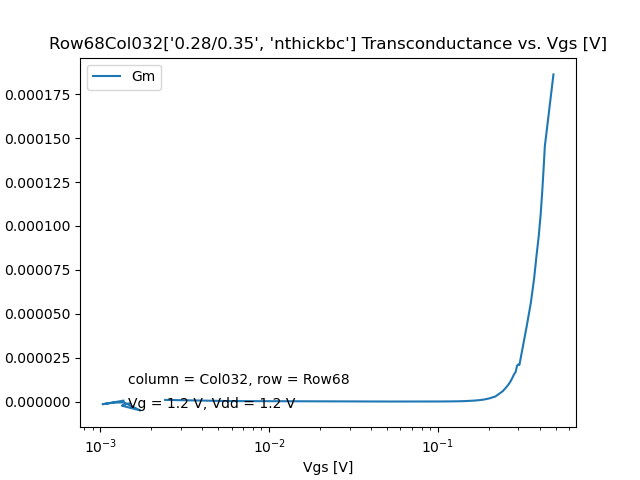 Row68Col032['0.28/0.35', 'nthickbc'] Transconductance vs. Vgs [V]
Gm
0.000175
0.000150
0.000125
0.000100
0.000075
0.000050
0.000025
0.000000
column = Col032, row = Row68
Vg = 1.2 V, Vdd = 1.2 V
10⁻³ 10⁻² 10⁻¹
Vgs [V]